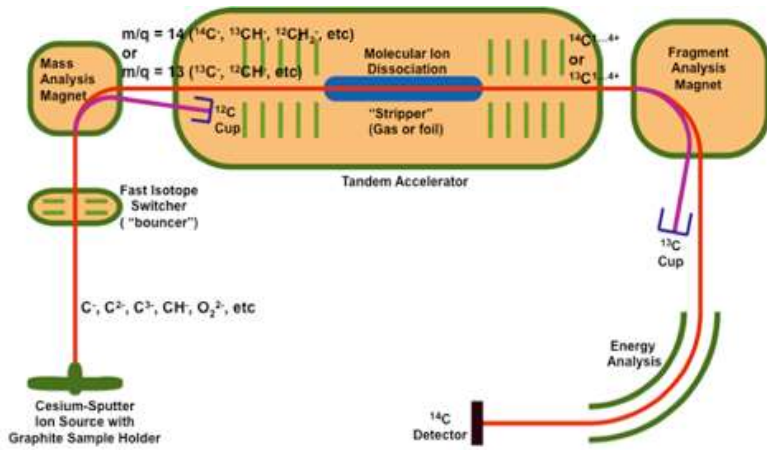 m/q = 14 (¹⁴C⁻, ¹³CH⁻, ¹²CH₂⁻, etc)
or
m/q = 13 (¹³C⁻, ¹²CH⁻, etc)
Mass
Analysis
Magnet
¹²C
Cup
Molecular Ion
Dissociation
“Stripper”
(Gas or foil)
¹⁴C¹⁻⁴⁺
or
¹³C¹⁻⁴⁺
Fragment
Analysis
Magnet
Tandem Accelerator
Fast Isotope
Switcher
( “bouncer”)
¹³C
Cup
C⁻, C²⁻, C³⁻, CH⁻, O₂²⁻, etc
Energy
Analysis
Cesium-Sputter
Ion Source with
Graphite Sample Holder
¹⁴C
Detector